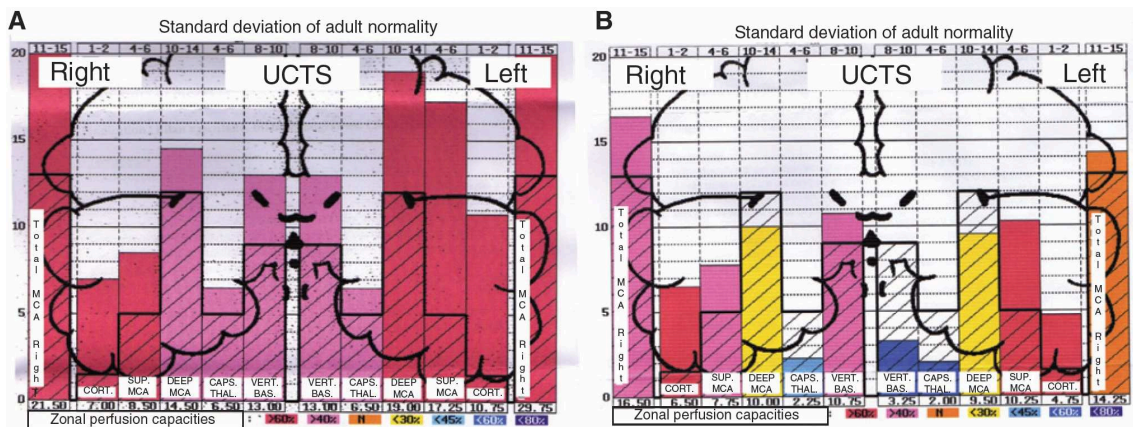 A
Standard deviation of adult normality
20 11-15 1-2 4-6 10-14 4-6 8-10 8-10 4-6 10-14 4-6 1-2 11-15
Right UCTS Left
15
10
5
0
Total MCA Right
Total MCA Right
CORT. SUP. MCA DEEP MCA CAPS. THAL. VERT. BAS. VERT. BAS. CAPS. THAL. DEEP MCA SUP. MCA CORT.
21.50 7.00 8.50 14.50 6.50 13.00 13.00 6.50 19.00 17.25 10.75 29.75
Zonal perfusion capacities : >60% >40% N <30% <45% <60% <80%
B
Standard deviation of adult normality
20 11-15 1-2 4-6 10-14 4-6 8-10 8-10 4-6 10-14 4-6 1-2 11-15
Right UCTS Left
15
10
5
0
Total MCA Right
Total MCA Right
CORT. SUP. MCA DEEP MCA CAPS. THAL. VERT. BAS. VERT. BAS. CAPS. THAL. DEEP MCA SUP. MCA CORT.
16.50 6.50 7.75 10.00 2.25 10.75 3.25 2.00 9.50 10.25 4.75 14.25
Zonal perfusion capacities : >60% >40% N <30% <45% <60% <80%